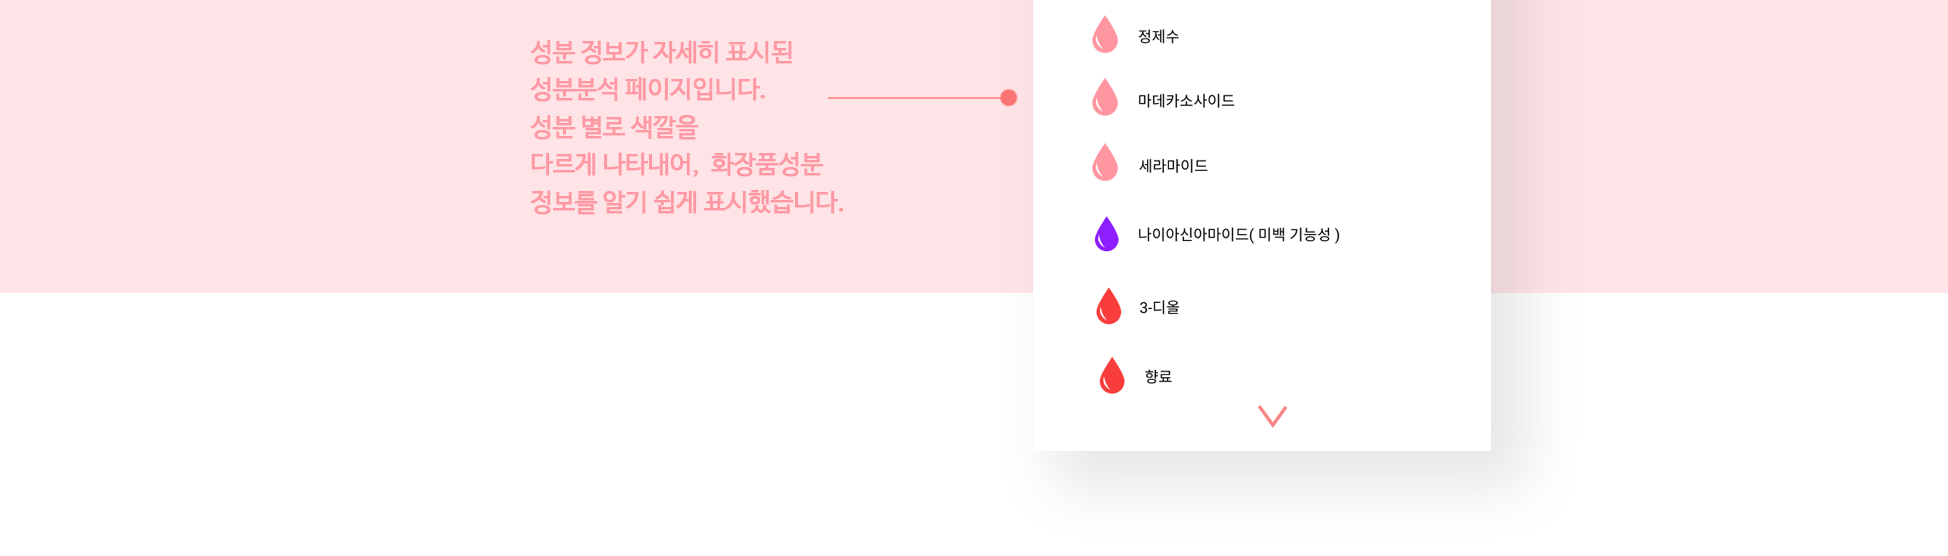 성분 정보가 자세히 표시된
성분분석 페이지입니다.
성분 별로 색깔을
다르게 나타내어, 화장품성분
정보를 알기 쉽게 표시했습니다.
정제수
마데카소사이드
세라마이드
나이아신아마이드( 미백 기능성 )
3-디올
향료